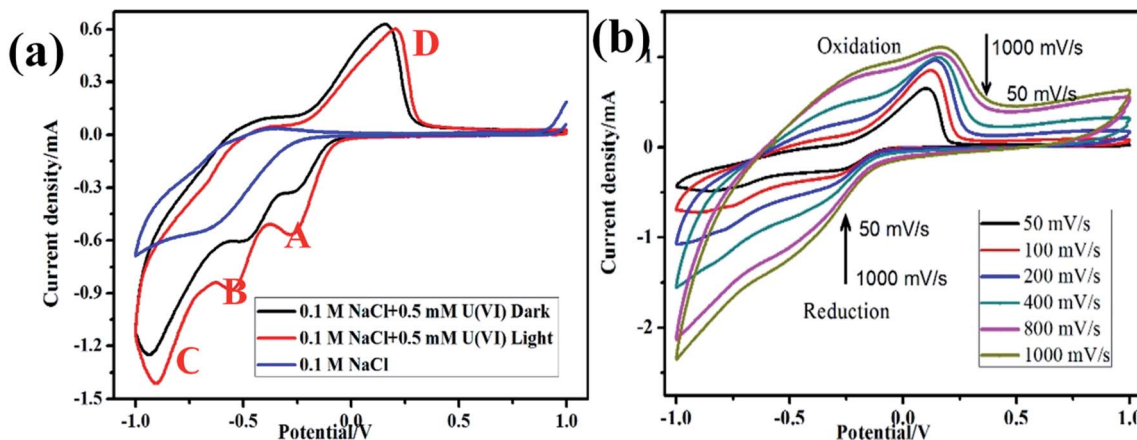 (a)
Current density/mA
0.6
0.3
0.0
-0.3
-0.6
-0.9
-1.2
-1.5
D
A
B
C
0.1 M NaCl+0.5 mM U(VI) Dark
0.1 M NaCl+0.5 mM U(VI) Light
0.1 M NaCl
-1.0 -0.5 0.0 0.5 1.0
Potential/V
(b)
Current density/mA
1
0
-1
-2
Oxidation
1000 mV/s
50 mV/s
50 mV/s
1000 mV/s
Reduction
50 mV/s
100 mV/s
200 mV/s
400 mV/s
800 mV/s
1000 mV/s
-1.0 -0.5 0.0 0.5 1.0
Potential/V